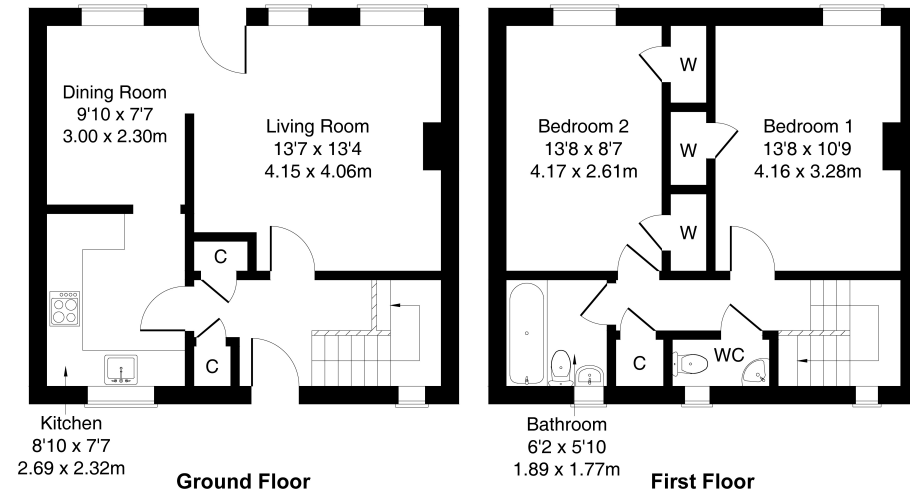 Dining Room
9'10 x 7'7
3.00 x 2.30m
Living Room
13'7 x 13'4
4.15 x 4.06m
C
C
Kitchen
8'10 x 7'7
2.69 x 2.32m
Ground Floor
Bedroom 2
13'8 x 8'7
4.17 x 2.61m
W
W
W
Bedroom 1
13'8 x 10'9
4.16 x 3.28m
C
WC
Bathroom
6'2 x 5'10
1.89 x 1.77m
First Floor